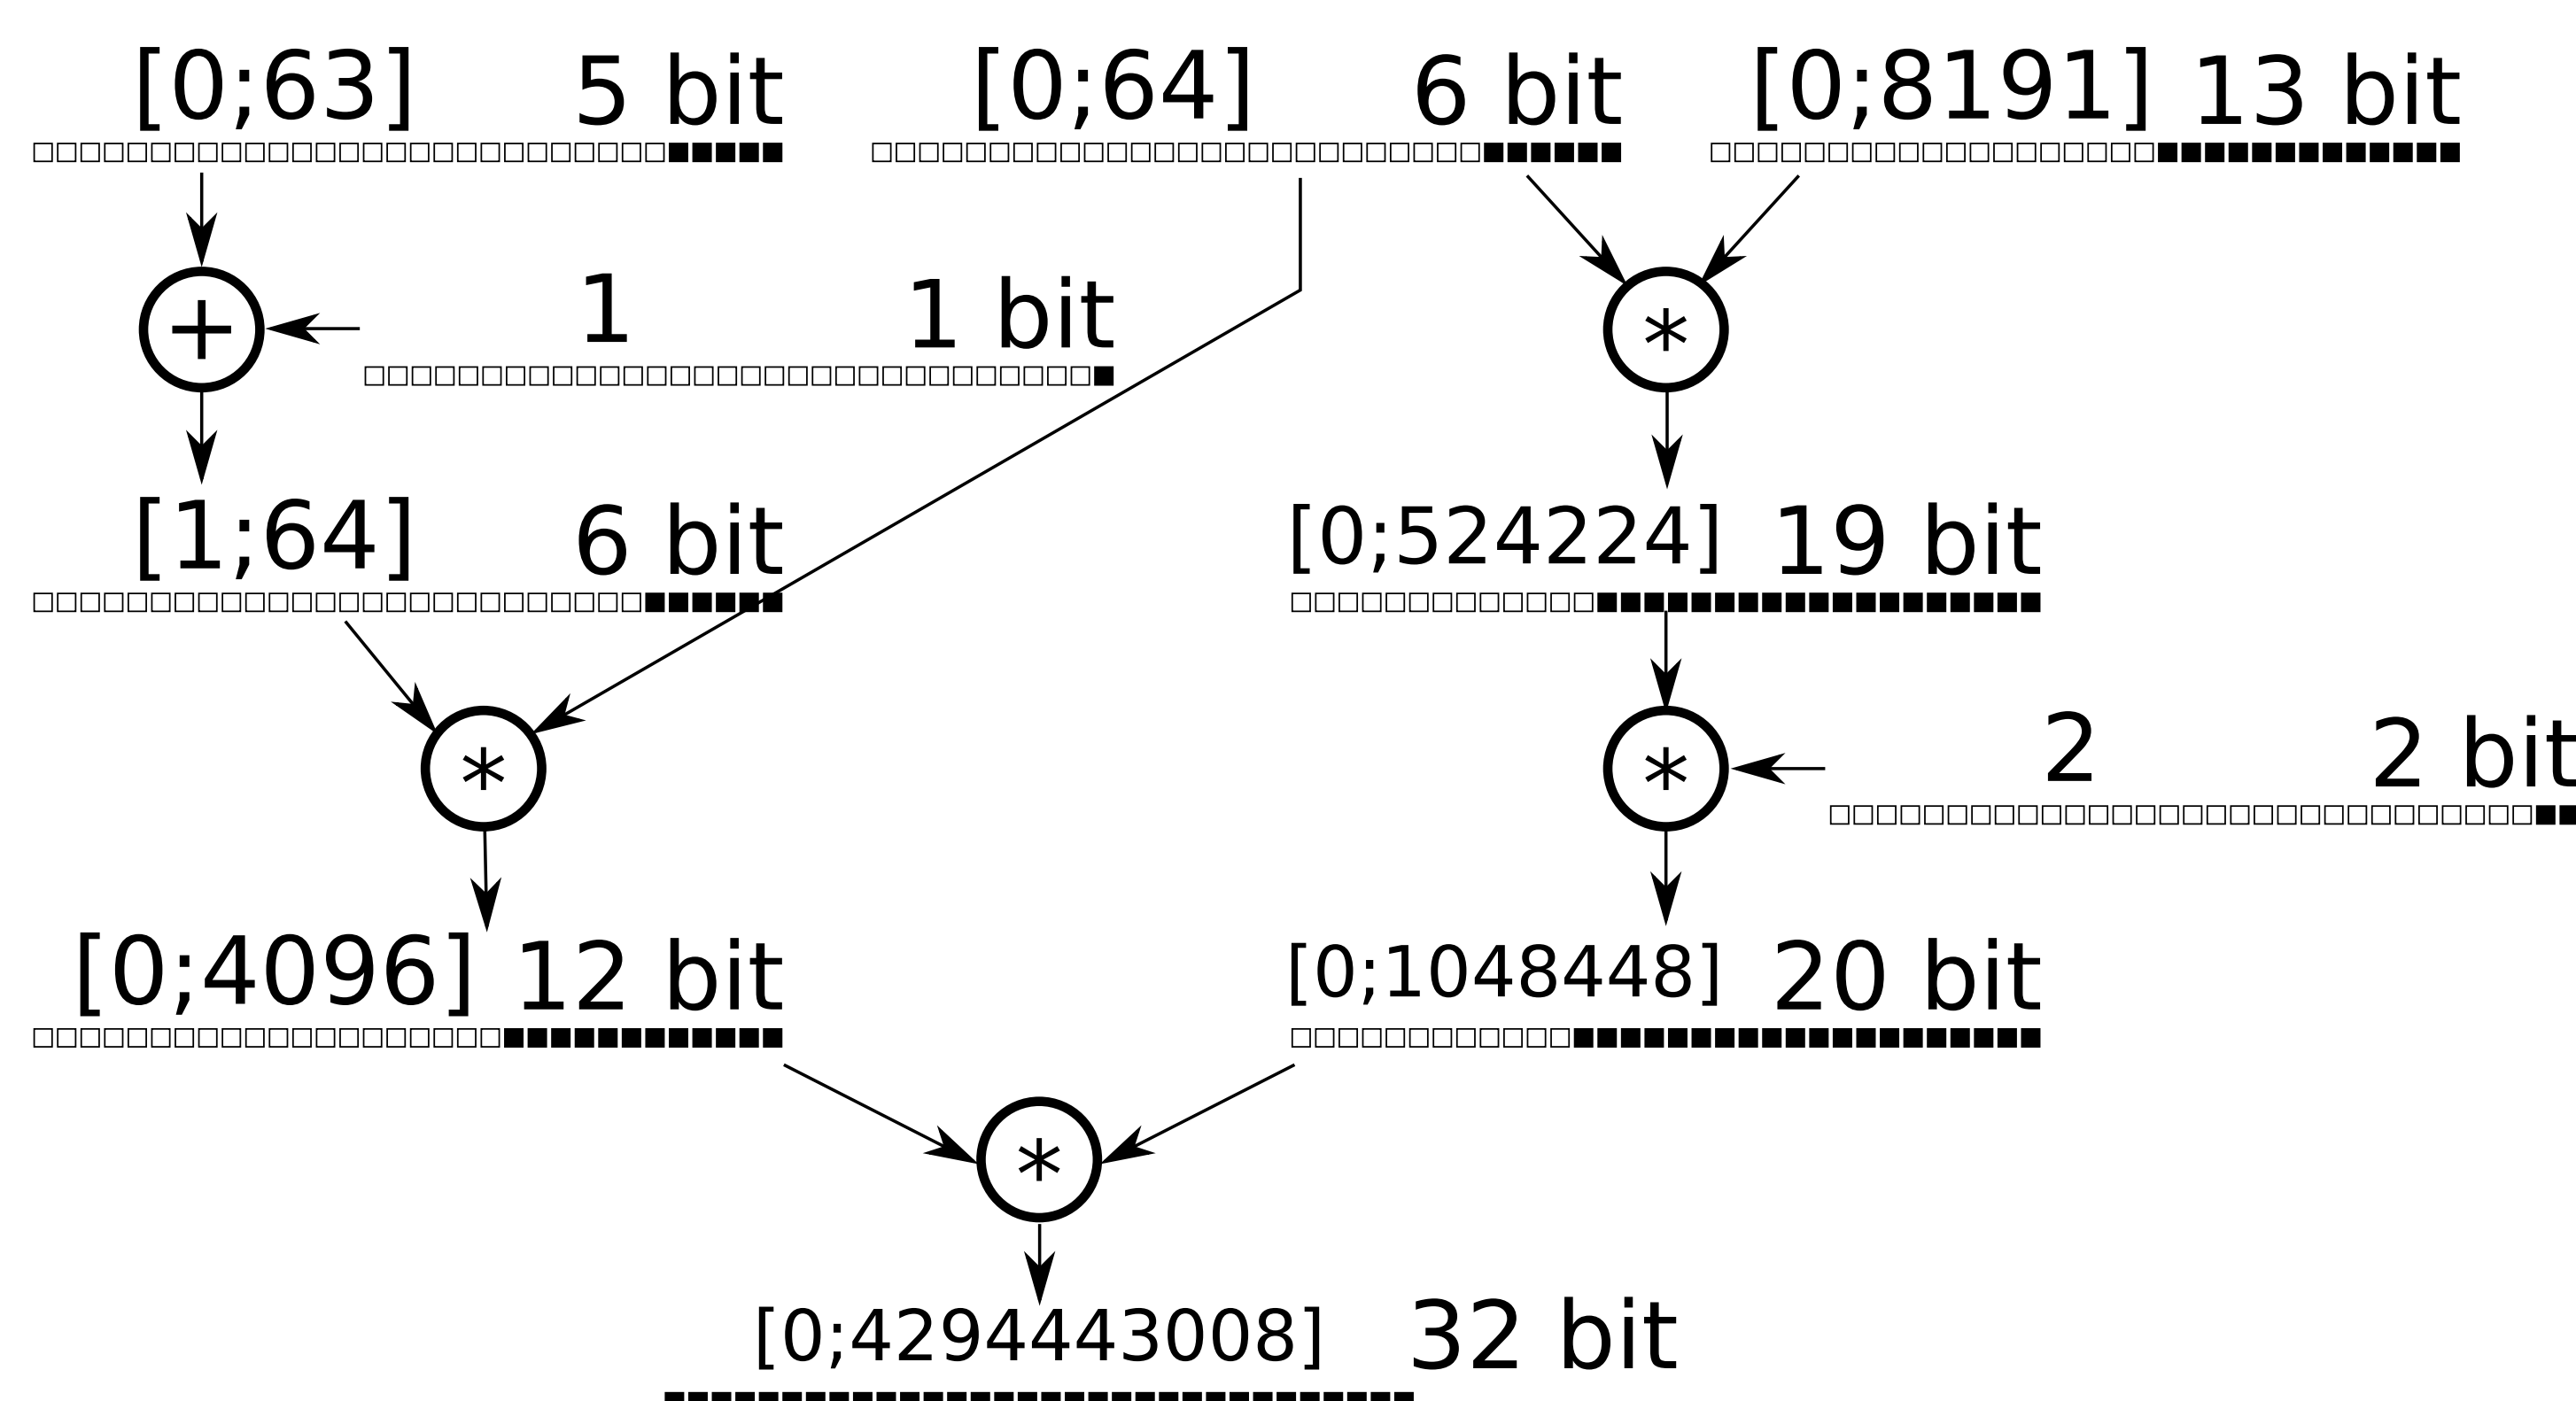 [0;63] 5 bit [0;64] 6 bit [0;8191] 13 bit
+ 1 1 bit *
[1;64] 6 bit [0;524224] 19 bit
* * 2 2 bit
[0;4096] 12 bit [0;1048448] 20 bit
*
[0;4294443008] 32 bit